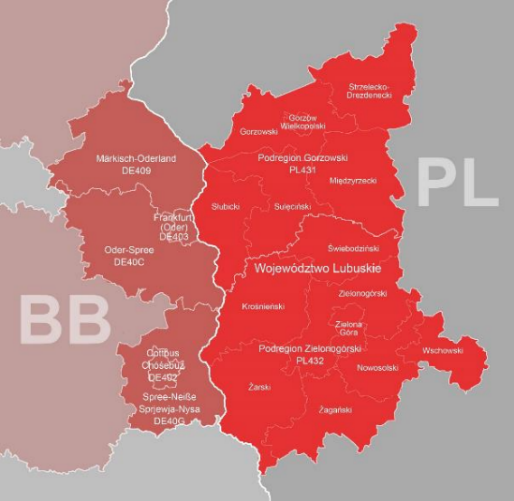 Strzelecko-
Drezdenecki
Gorzów
Wielkopolski
Gorzowski
Märkisch-Oderland
DE409
Podregion Gorzowski
PL431
Międzyrzecki
PL
Słubicki
Sulęciński
Frankfurt
(Oder)
DE403
Oder-Spree
DE40C
Świebodziński
Województwo Lubuskie
Zielonogórski
Krośnieński
BB
Zielona
Góra
Cottbus
Chóśebuz
DE402
Podregion Zielonogórski
PL432
Wschowski
Nowosolski
Żarski
Spree-Neiße
Sprjewja-Nysa
DE40G
Żagański